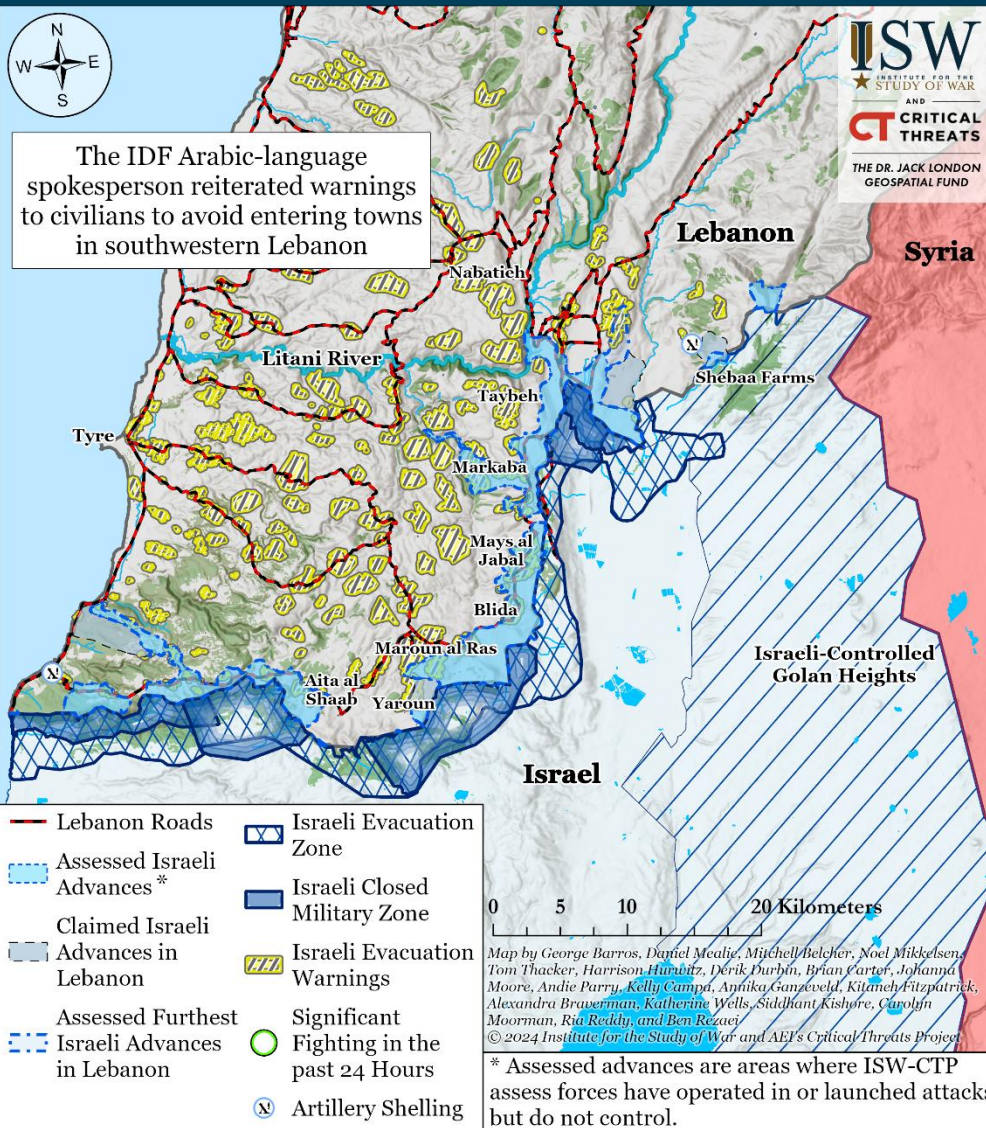 N
W E
S
ISW
INSTITUTE FOR THE
STUDY OF WAR
AND
CT CRITICAL
THREATS
THE DR. JACK LONDON
GEOSPATIAL FUND
The IDF Arabic-language
spokesperson reiterated warnings
to civilians to avoid entering towns
in southwestern Lebanon
Lebanon
Syria
Nabatieh
Litani River
Shebaa Farms
Taybeh
Tyre
Markaba
Mays al
Jabal
Blida
Maroun al Ras
Aita al
Shaab
Yaroun
Israeli-Controlled
Golan Heights
Israel
Lebanon Roads
Assessed Israeli
Advances *
Claimed Israeli
Advances in
Lebanon
Assessed Furthest
Israeli Advances
in Lebanon
Israeli Evacuation
Zone
Israeli Closed
Military Zone
Israeli Evacuation
Warnings
Significant
Fighting in the
past 24 Hours
Artillery Shelling
0 5 10 20 Kilometers
Map by George Barros, Daniel Mealie, Mitchell Belcher, Noel Mikkelsen,
Tom Thacker, Harrison Hurwitz, Derik Durbin, Brian Carter, Johanna
Moore, Andie Parry, Kelly Campa, Annika Ganzeveld, Kitaneh Fitzpatrick,
Alexandra Braverman, Katherine Wells, Siddhant Kishore, Carolyn
Moorman, Ria Reddy, and Ben Rezaei
© 2024 Institute for the Study of War and AEI's Critical Threats Project
* Assessed advances are areas where ISW-CTP
assess forces have operated in or launched attacks
but do not control.